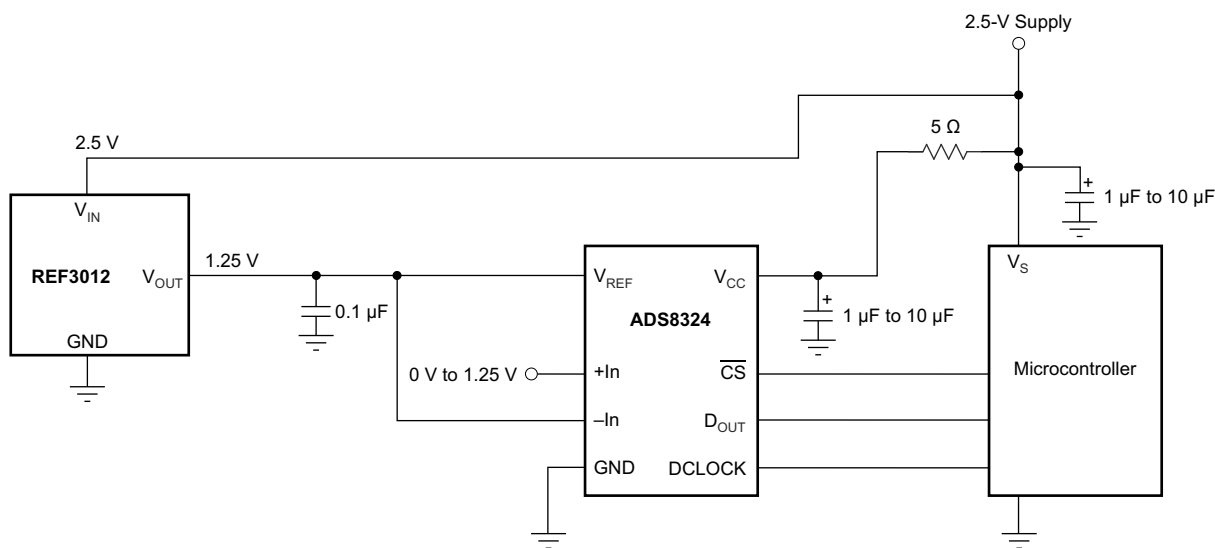 2.5-V Supply
2.5 V
5 Ω
+
1 µF to 10 µF
V_IN
REF3012
V_OUT
GND
1.25 V
0.1 µF
0 V to 1.25 V
V_REF
V_CC
ADS8324
+In
CS
–In
D_OUT
GND
DCLOCK
+
1 µF to 10 µF
V_S
Microcontroller